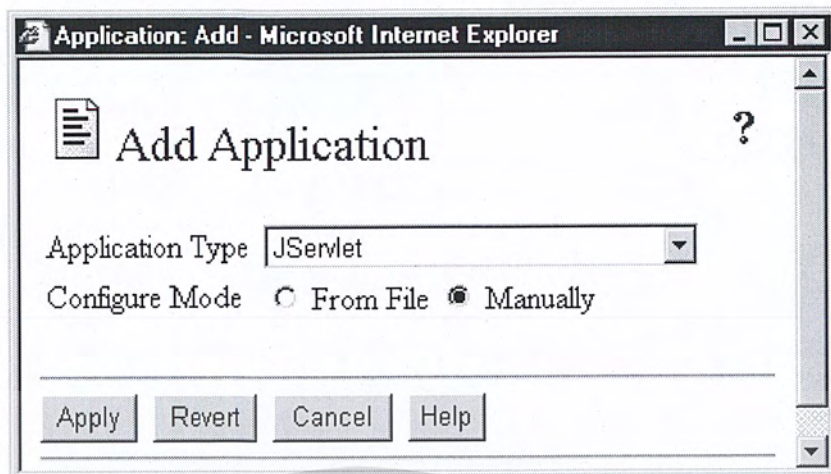 Application: Add - Microsoft Internet Explorer
Add Application
?
Application Type JServlet
Configure Mode From File Manually
Apply Revert Cancel Help